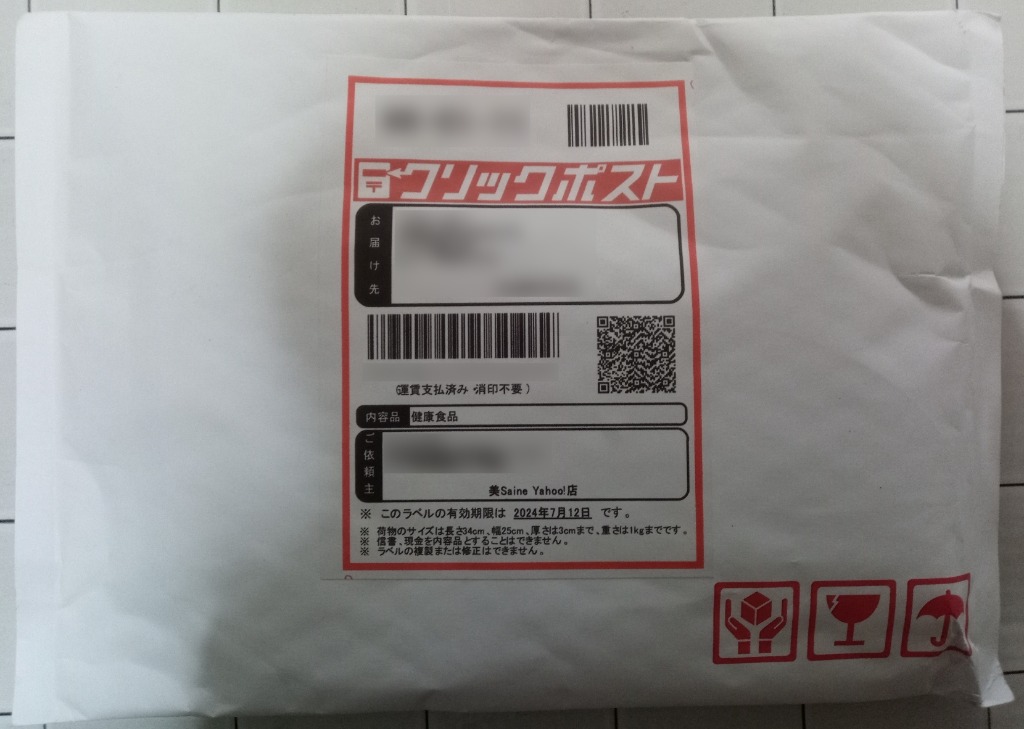 クリックポスト
お届け先
(運賃支払済み・消印不要)
内容品 健康食品
ご依頼主
美Saine Yahoo!店
※ このラベルの有効期限は 2024年7月12日 です。
※ 荷物のサイズは長さ34cm、幅25cm、厚さは3cmまで、重さは1kgまでです。
※ 信書、現金を内容品とすることはできません。
※ ラベルの複製または修正はできません。